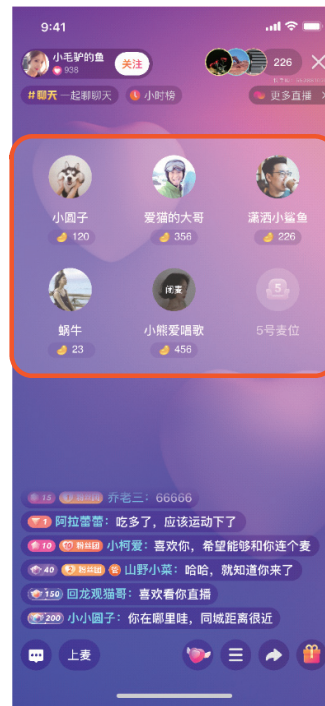 9:41
小毛驴的鱼
938
关注
226
#聊天 一起聊聊天
小时榜
更多直播
小圆子
爱猫的大哥
潇洒小鲨鱼
120
356
226
闭麦
5
蜗牛
小熊爱唱歌
5号麦位
23
456
15 粉丝团 乔老三：66666
1 阿拉蕾蕾：吃多了，应该运动下了
10 粉丝团 小柯爱：喜欢你，希望能够和你连个麦
40 粉丝团 管 山野小菜：哈哈，就知道你来了
150 回龙观猫哥：喜欢看你直播
200 小小圆子：你在哪里哇，同城距离很近
上麦